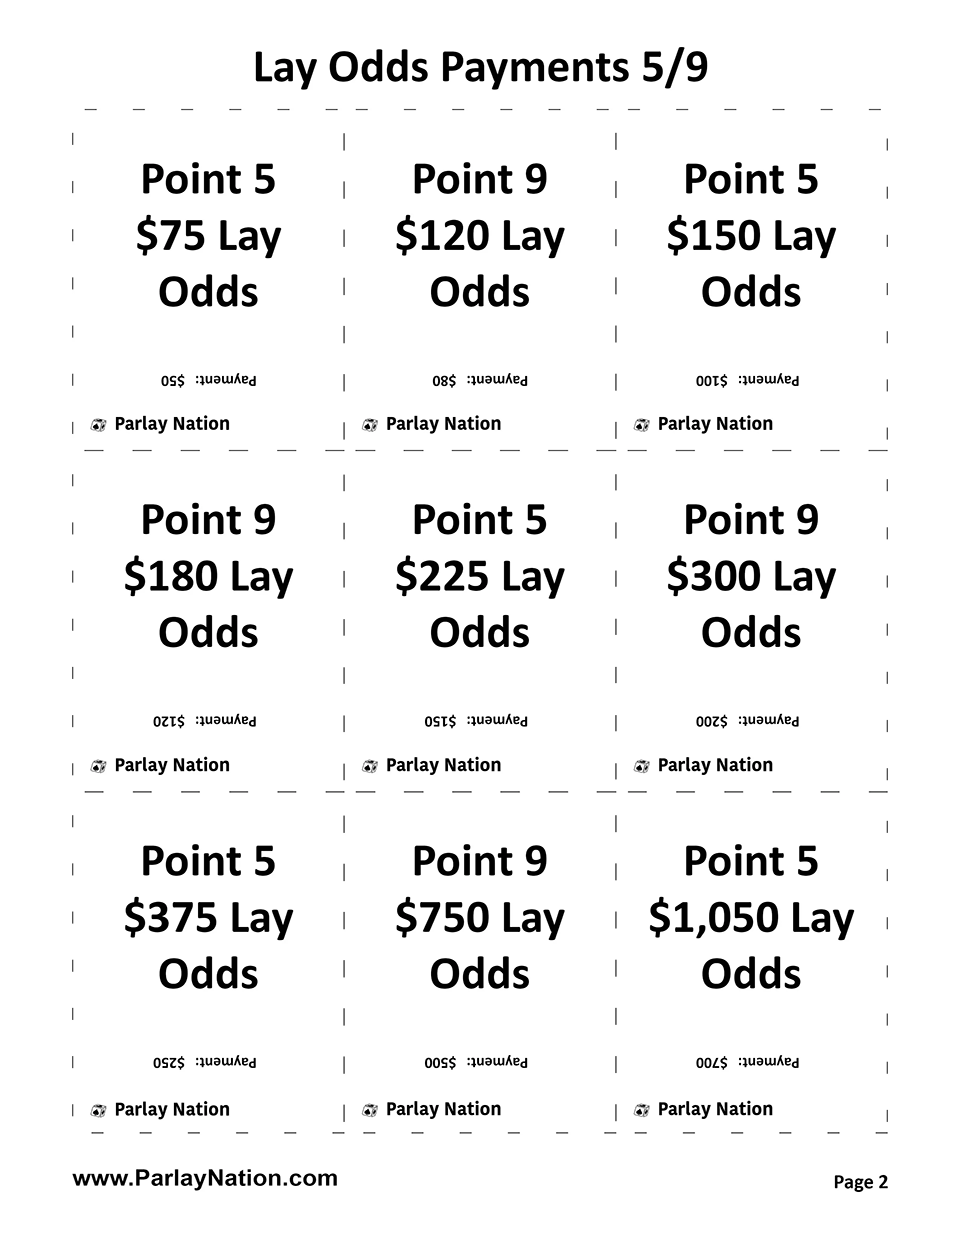 Lay Odds Payments 5/9
Point 5
$75 Lay
Odds
Payment: $50
Parlay Nation
Point 9
$120 Lay
Odds
Payment: $80
Parlay Nation
Point 5
$150 Lay
Odds
Payment: $100
Parlay Nation
Point 9
$180 Lay
Odds
Payment: $120
Parlay Nation
Point 5
$225 Lay
Odds
Payment: $150
Parlay Nation
Point 9
$300 Lay
Odds
Payment: $200
Parlay Nation
Point 5
$375 Lay
Odds
Payment: $250
Parlay Nation
Point 9
$750 Lay
Odds
Payment: $500
Parlay Nation
Point 5
$1,050 Lay
Odds
Payment: $700
Parlay Nation
www.ParlayNation.com
Page 2